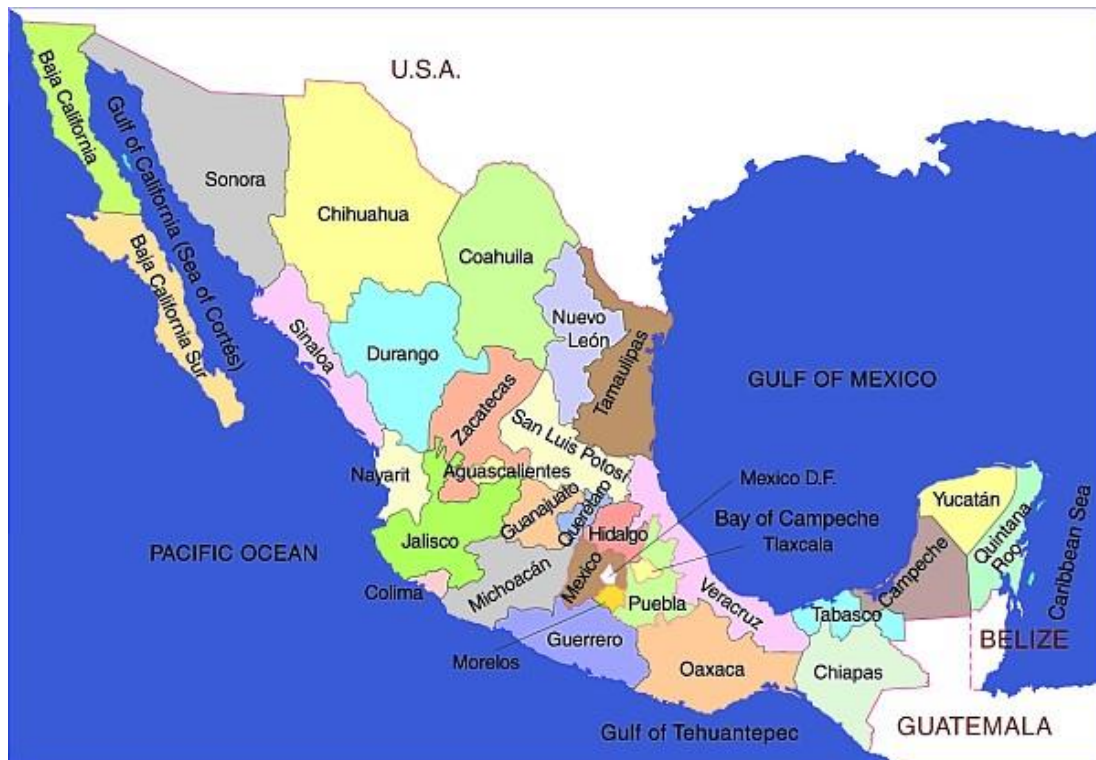 U.S.A.
Baja California
Gulf of California (Sea of Cortés)
Sonora
Chihuahua
Coahuila
Baja California Sur
Sinaloa
Durango
Nuevo
León
Tamaulipas
GULF OF MEXICO
Zacatecas
San Luis Potosí
Nayarit
Aguascalientes
Guanajuato
Querétaro
Mexico D.F.
Yucatán
Quintana
Roo
Caribbean Sea
PACIFIC OCEAN
Jalisco
Hidalgo
Bay of Campeche
Tlaxcala
Campeche
Colima
Michoacán
Mexico
Puebla
Veracruz
Tabasco
Morelos
Guerrero
Oaxaca
Chiapas
BELIZE
Gulf of Tehuantepec
GUATEMALA